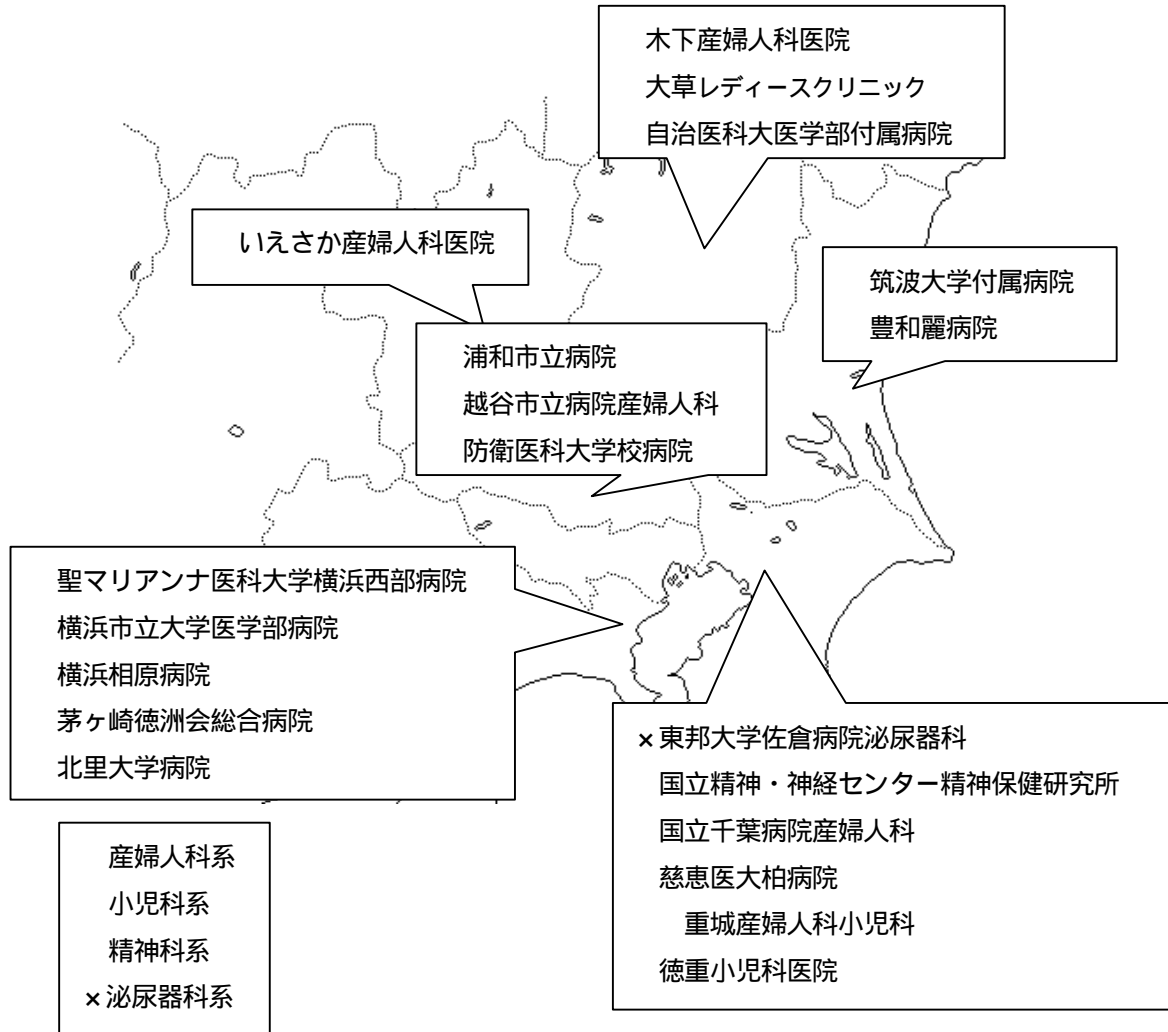 木下産婦人科医院
大草レディースクリニック
自治医科大医学部付属病院
いえさか産婦人科医院
筑波大学付属病院
豊和麗病院
浦和市立病院
越谷市立病院産婦人科
防衛医科大学校病院
聖マリアンナ医科大学横浜西部病院
横浜市立大学医学部病院
横浜相原病院
茅ヶ崎徳洲会総合病院
北里大学病院
×東邦大学佐倉病院泌尿器科
国立精神・神経センター精神保健研究所
国立千葉病院産婦人科
慈恵医大柏病院
重城産婦人科小児科
徳重小児科医院
産婦人科系
小児科系
精神科系
×泌尿器科系